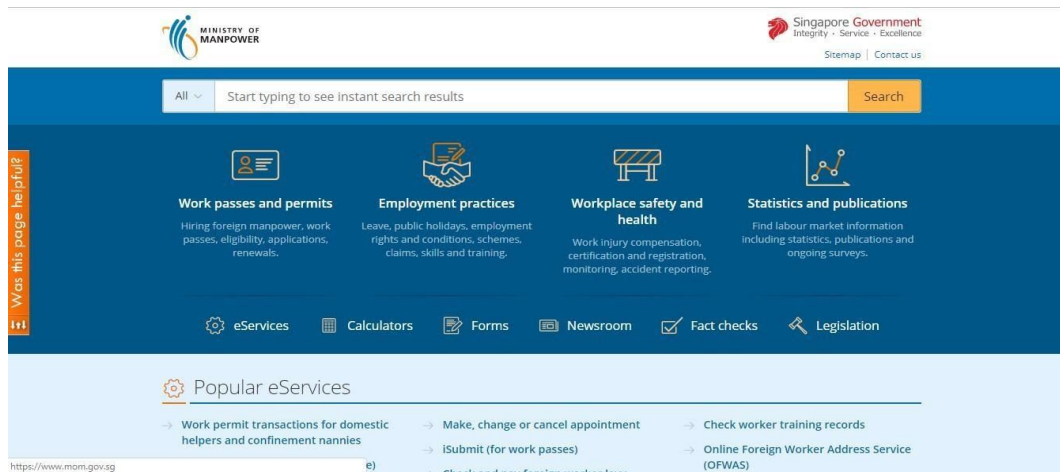 MINISTRY OF
MANPOWER
Singapore Government
Integrity · Service · Excellence
Sitemap | Contact us
All
Start typing to see instant search results
Search
Was this page helpful?
Work passes and permits
Hiring foreign manpower, work
passes, eligibility, applications,
renewals.
Employment practices
Leave, public holidays, employment
rights and conditions, schemes,
claims, skills and training.
Workplace safety and
health
Work injury compensation,
certification and registration,
monitoring, accident reporting.
Statistics and publications
Find labour market information
including statistics, publications and
ongoing surveys.
eServices
Calculators
Forms
Newsroom
Fact checks
Legislation
Popular eServices
Work permit transactions for domestic
helpers and confinement nannies
e)
Make, change or cancel appointment
iSubmit (for work passes)
Check and pay foreign worker levy
Check worker training records
Online Foreign Worker Address Service
(OFWAS)
https://www.mom.gov.sg